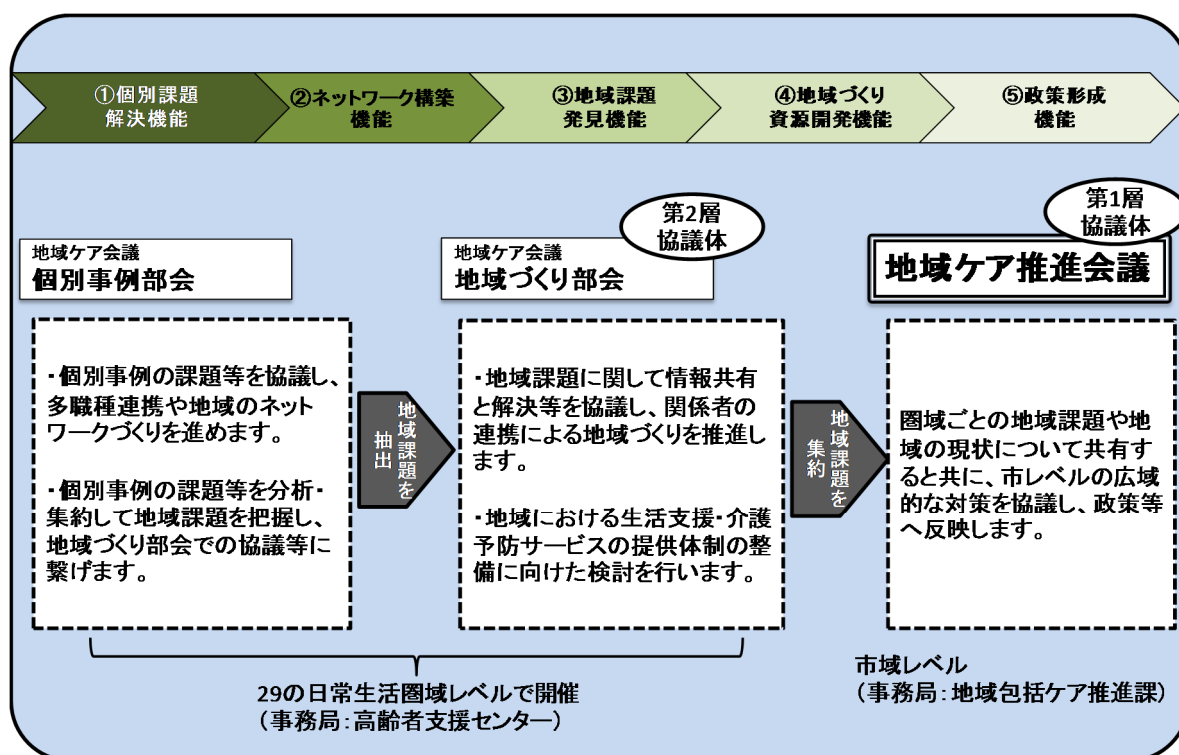 ①個別課題
解決機能
②ネットワーク構築
機能
③地域課題
発見機能
④地域づくり
資源開発機能
⑤政策形成
機能
地域ケア会議
個別事例部会
第2層
協議体
地域ケア会議
地域づくり部会
第1層
協議体
地域ケア推進会議
・個別事例の課題等を協議し、
多職種連携や地域のネット
ワークづくりを進めます。
・個別事例の課題等を分析・
集約して地域課題を把握し、
地域づくり部会での協議等に
繋げます。
地域課題を
抽出
・地域課題に関して情報共有
と解決等を協議し、関係者の
連携による地域づくりを推進し
ます。
・地域における生活支援・介護
予防サービスの提供体制の整
備に向けた検討を行います。
地域課題を
集約
圏域ごとの地域課題や地
域の現状について共有す
ると共に、市レベルの広域
的な対策を協議し、政策等
へ反映します。
29の日常生活圏域レベルで開催
（事務局：高齢者支援センター）
市域レベル
（事務局：地域包括ケア推進課）